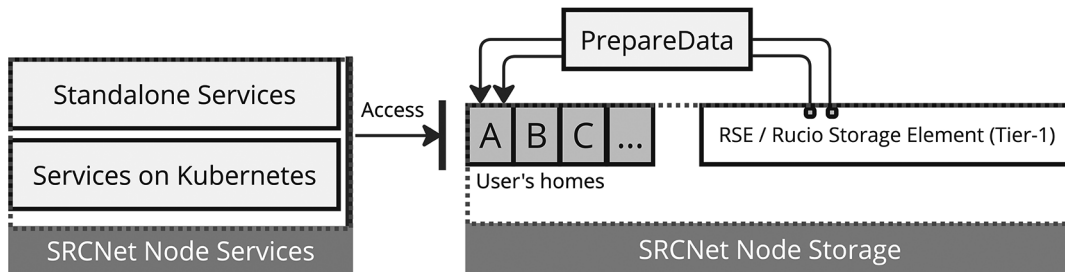 PrepareData
Standalone Services
Services on Kubernetes
SRCNet Node Services
Access
A B C ...
User's homes
RSE / Rucio Storage Element (Tier-1)
SRCNet Node Storage